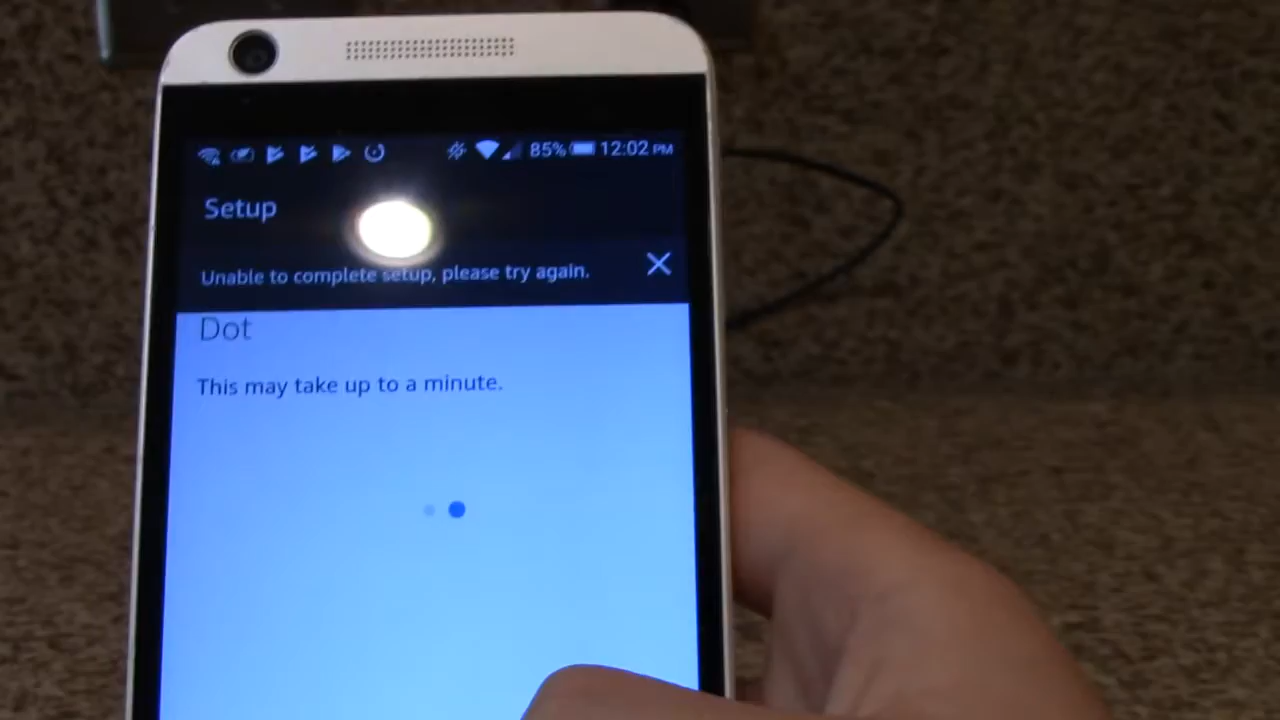 85% 12:02 PM
Setup
Unable to complete setup, please try again.
Dot
This may take up to a minute.